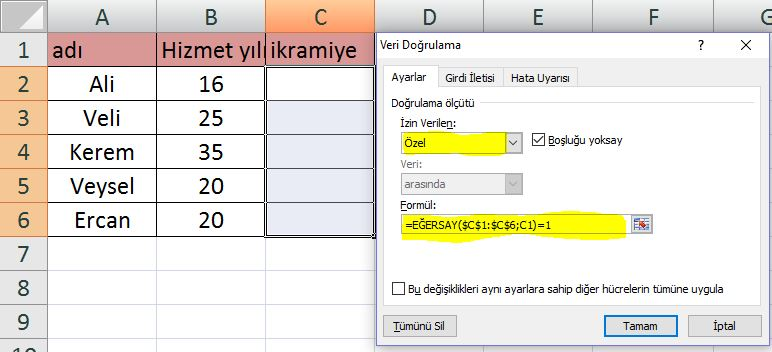 A B C D E F G
1 adı Hizmet yılı ikramiye
2 Ali 16
3 Veli 25
4 Kerem 35
5 Veysel 20
6 Ercan 20
7
8
9
Veri Doğrulama
Ayarlar Girdi İletisi Hata Uyarısı
Doğrulama ölçütü
İzin Verilen:
Özel Boşluğu yoksay
Veri:
arasında
Formül:
=EĞERSAY($C$1:$C$6;C1)=1
Bu değişiklikleri aynı ayarlara sahip diğer hücrelerin tümüne uygula
Tümünü Sil Tamam İptal